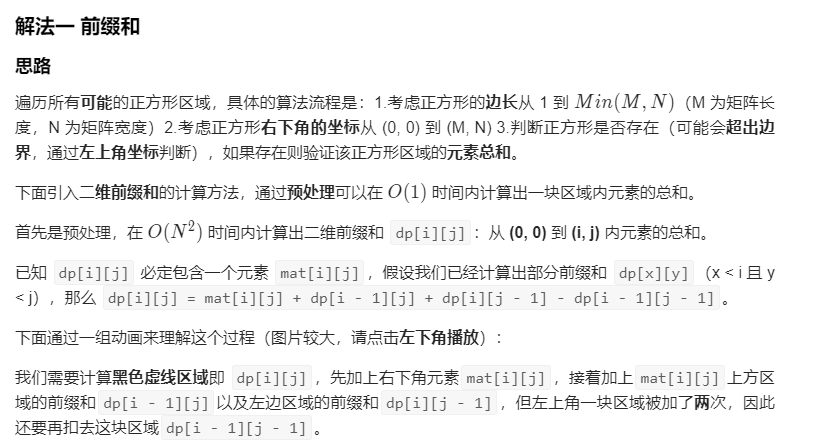 解法一 前缀和
思路
遍历所有可能的正方形区域，具体的算法流程是：1.考虑正方形的边长从 1 到 Min(M, N)（M 为矩阵长
度，N 为矩阵宽度）2.考虑正方形右下角的坐标从 (0, 0) 到 (M, N) 3.判断正方形是否存在（可能会超出边
界，通过左上角坐标判断），如果存在则验证该正方形区域的元素总和。
下面引入二维前缀和的计算方法，通过预处理可以在 O(1) 时间内计算出一块区域内元素的总和。
首先是预处理，在 O(N²) 时间内计算出二维前缀和 dp[i][j] ：从 (0, 0) 到 (i, j) 内元素的总和。
已知 dp[i][j] 必定包含一个元素 mat[i][j] ，假设我们已经计算出部分前缀和 dp[x][y] （x < i 且 y
< j），那么 dp[i][j] = mat[i][j] + dp[i - 1][j] + dp[i][j - 1] - dp[i - 1][j - 1] 。
下面通过一组动画来理解这个过程（图片较大，请点击左下角播放）：
我们需要计算黑色虚线区域即 dp[i][j] ，先加上右下角元素 mat[i][j] ，接着加上 mat[i][j] 上方区
域的前缀和 dp[i - 1][j] 以及左边区域的前缀和 dp[i][j - 1] ，但左上角一块区域被加了两次，因此
还要再扣去这块区域 dp[i - 1][j - 1] 。